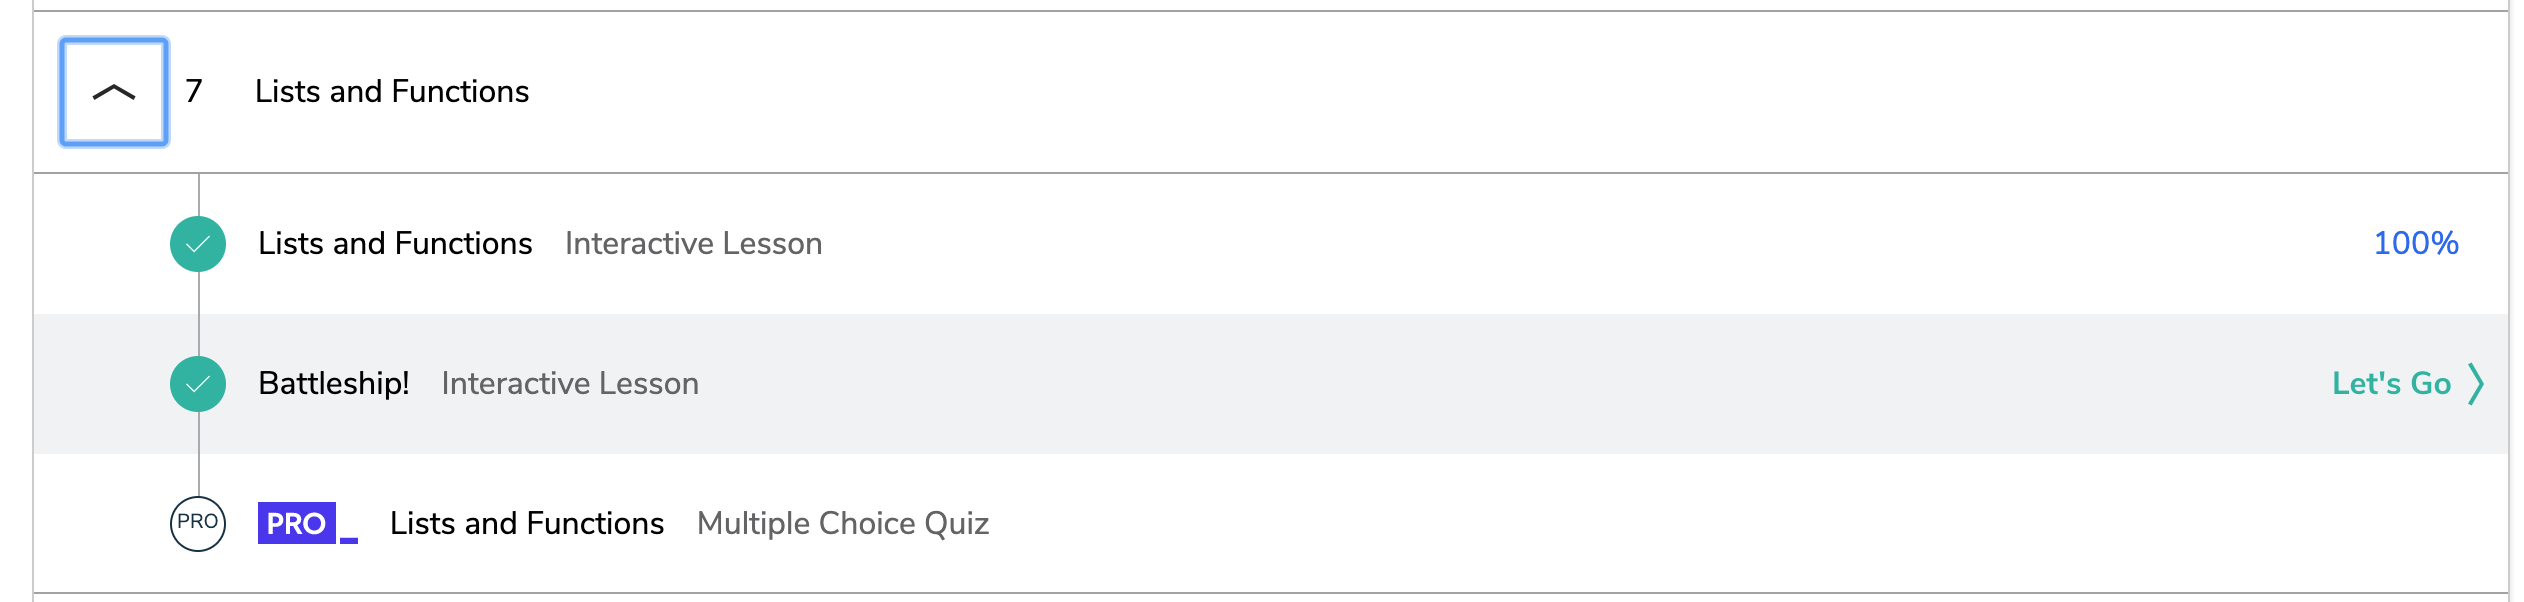 7 Lists and Functions
Lists and Functions Interactive Lesson 100%
Battleship! Interactive Lesson Let's Go
PRO PRO_ Lists and Functions Multiple Choice Quiz